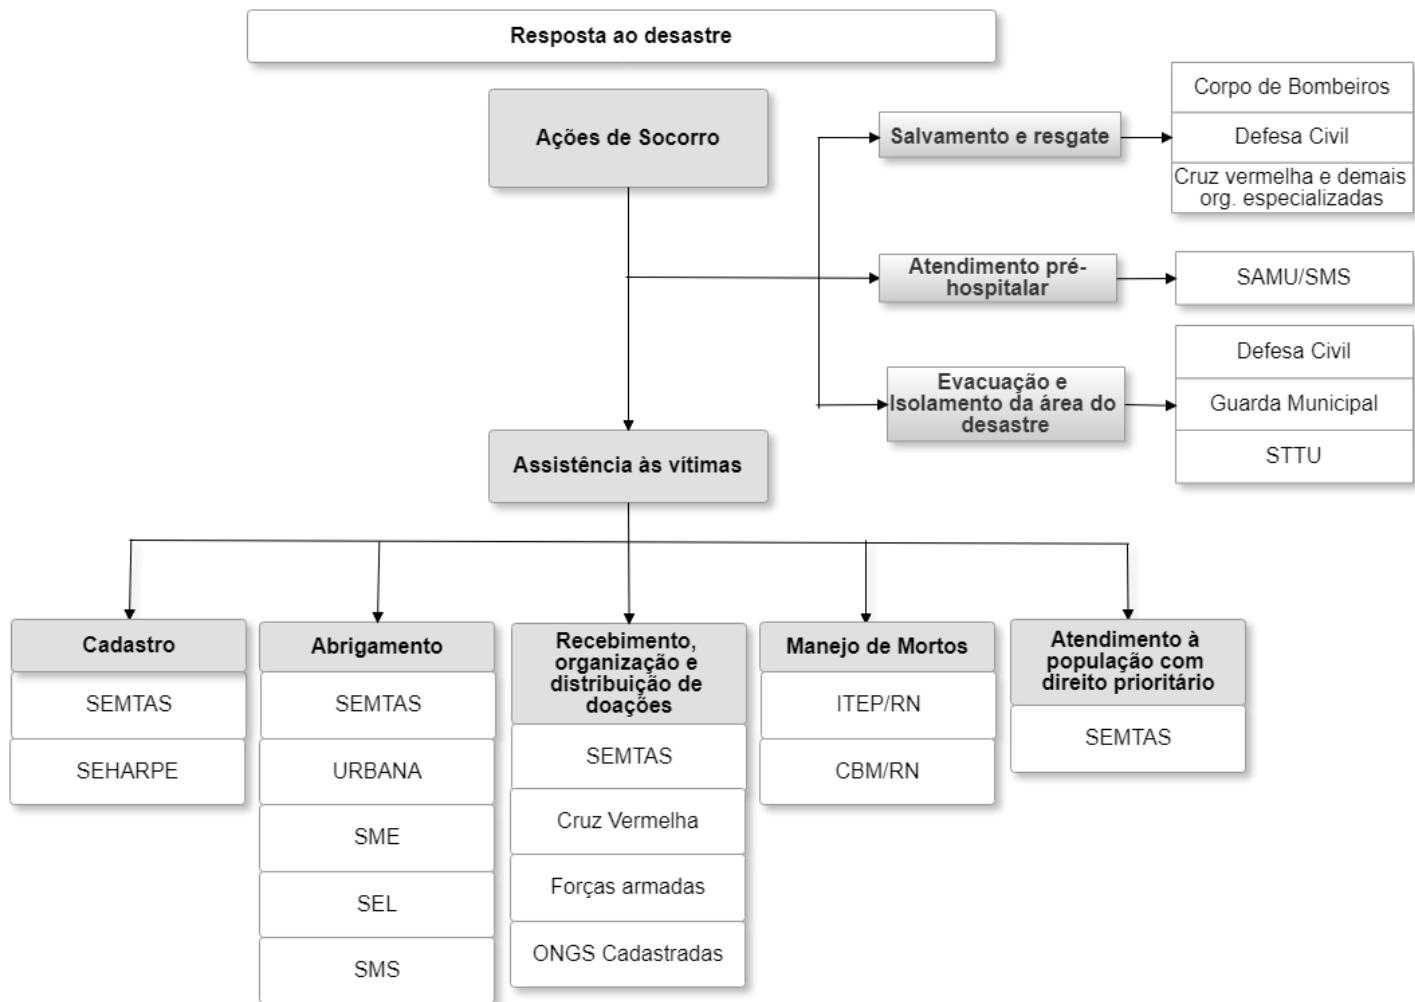 Resposta ao desastre
Ações de Socorro
Salvamento e resgate
Corpo de Bombeiros
Defesa Civil
Cruz vermelha e demais
org. especializadas
Atendimento pré-
hospitalar
SAMU/SMS
Evacuação e
Isolamento da área do
desastre
Defesa Civil
Guarda Municipal
STTU
Assistência às vítimas
Cadastro
SEMTAS
SEHARPE
Abrigamento
SEMTAS
URBANA
SME
SEL
SMS
Recebimento,
organização e
distribuição de
doações
SEMTAS
Cruz Vermelha
Forças armadas
ONGS Cadastradas
Manejo de Mortos
ITEP/RN
CBM/RN
Atendimento à
população com
direito prioritário
SEMTAS